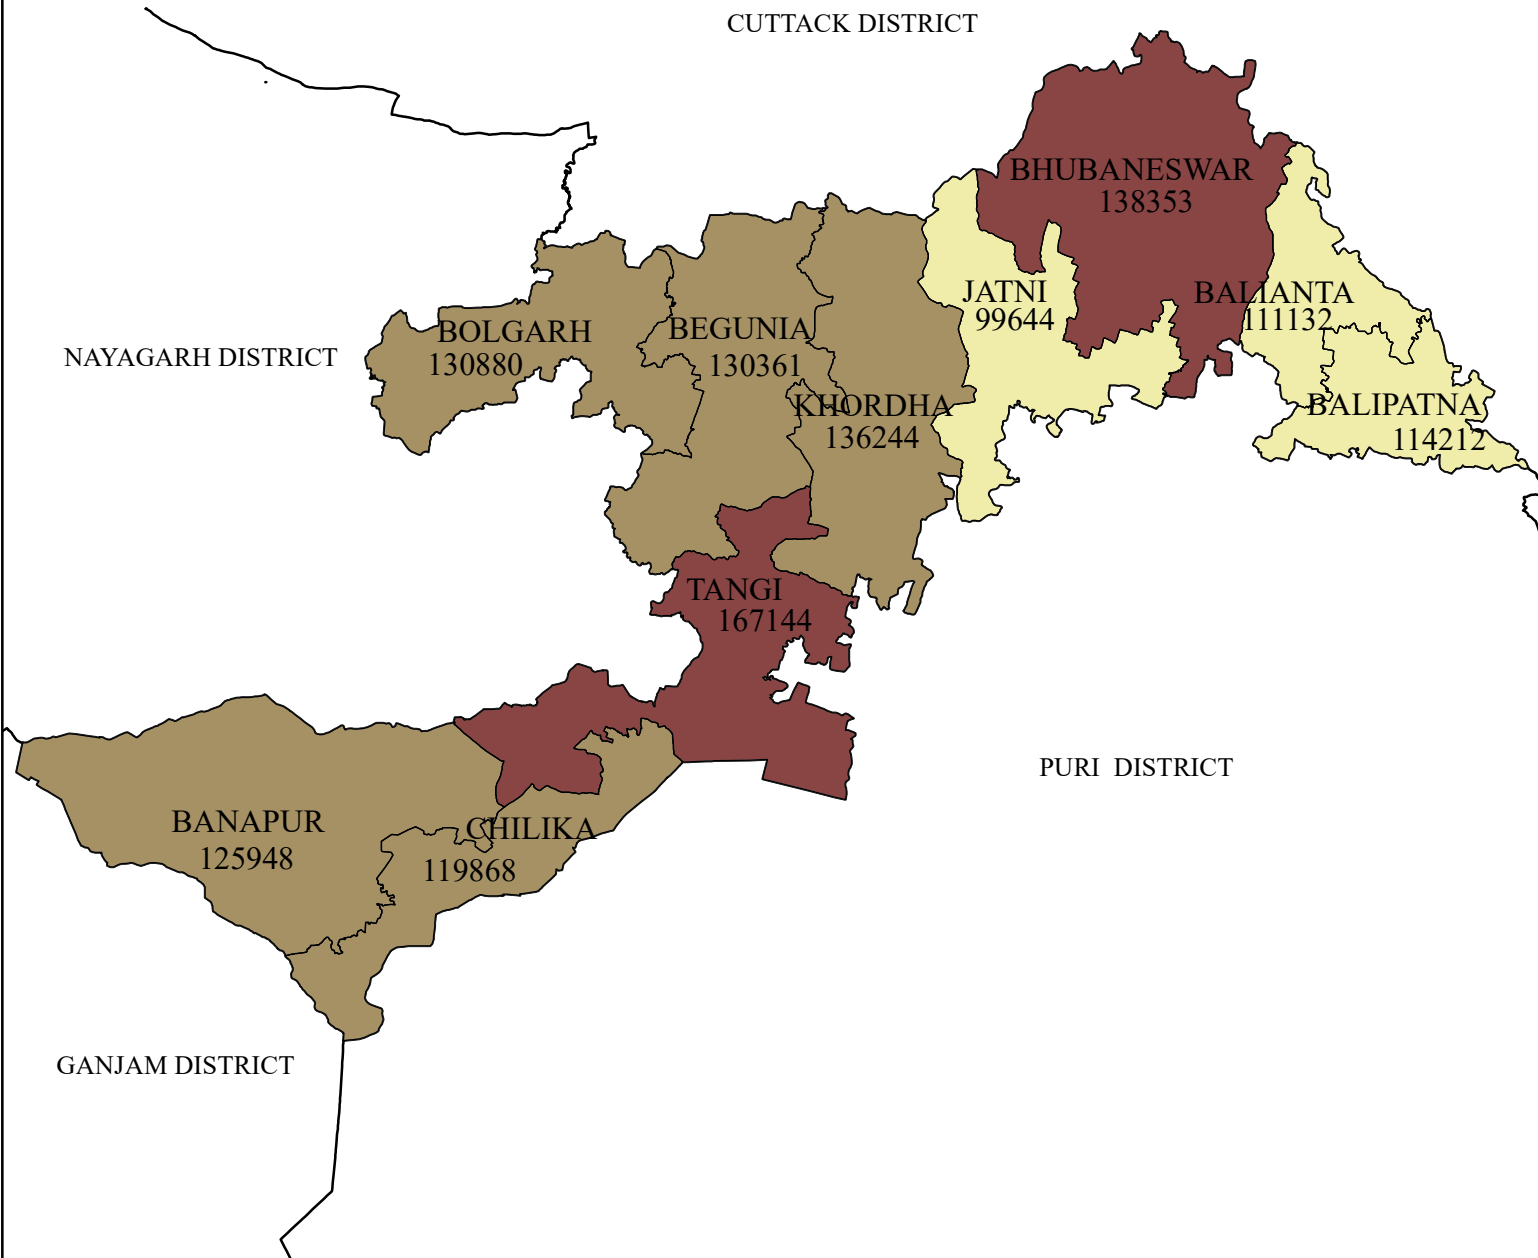 CUTTACK DISTRICT
BHUBANESWAR
138353
JATNI
99644
BALIANTA
111132
BOLGARH
130880
BEGUNIA
130361
NAYAGARH DISTRICT
KHORDHA
136244
BALIPATNA
114212
TANGI
167144
PURI DISTRICT
BANAPUR
125948
CHILIKA
119868
GANJAM DISTRICT